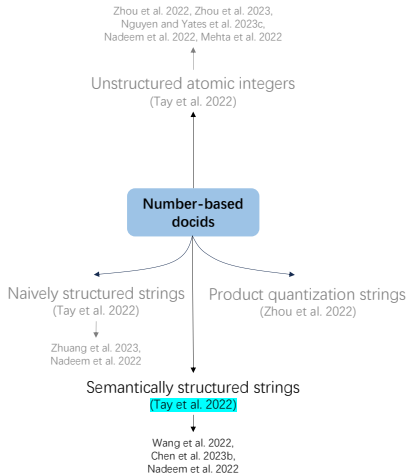 Zhou et al. 2022, Zhou et al. 2023,
Nguyen and Yates et al. 2023c,
Nadeem et al. 2022, Mehta et al. 2022
Unstructured atomic integers
(Tay et al. 2022)
Number-based
docids
Naively structured strings
(Tay et al. 2022)
Product quantization strings
(Zhou et al. 2022)
Zhuang et al. 2023,
Nadeem et al. 2022
Semantically structured strings
(Tay et al. 2022)
Wang et al. 2022,
Chen et al. 2023b,
Nadeem et al. 2022